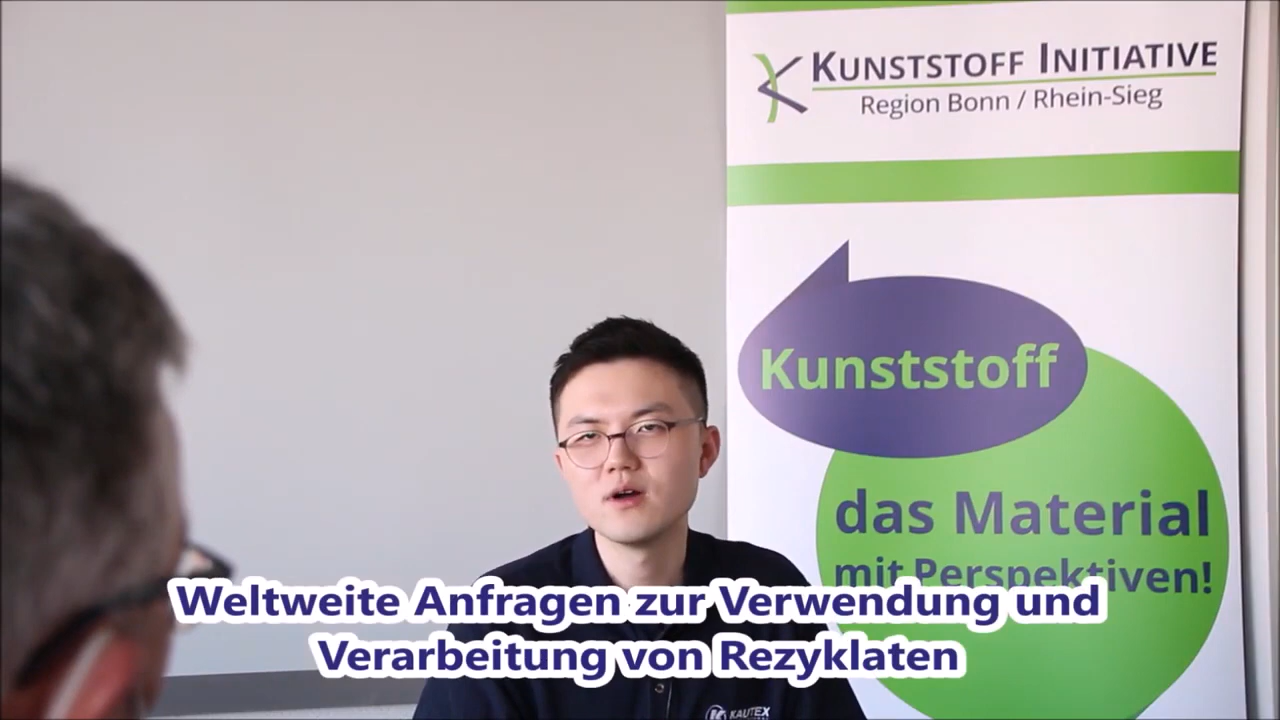 KUNSTSTOFF INITIATIVE
Region Bonn / Rhein-Sieg
Kunststoff
das Material
mit Perspektiven!
Weltweite Anfragen zur Verwendung und
Verarbeitung von Rezyklaten
KAUTEX